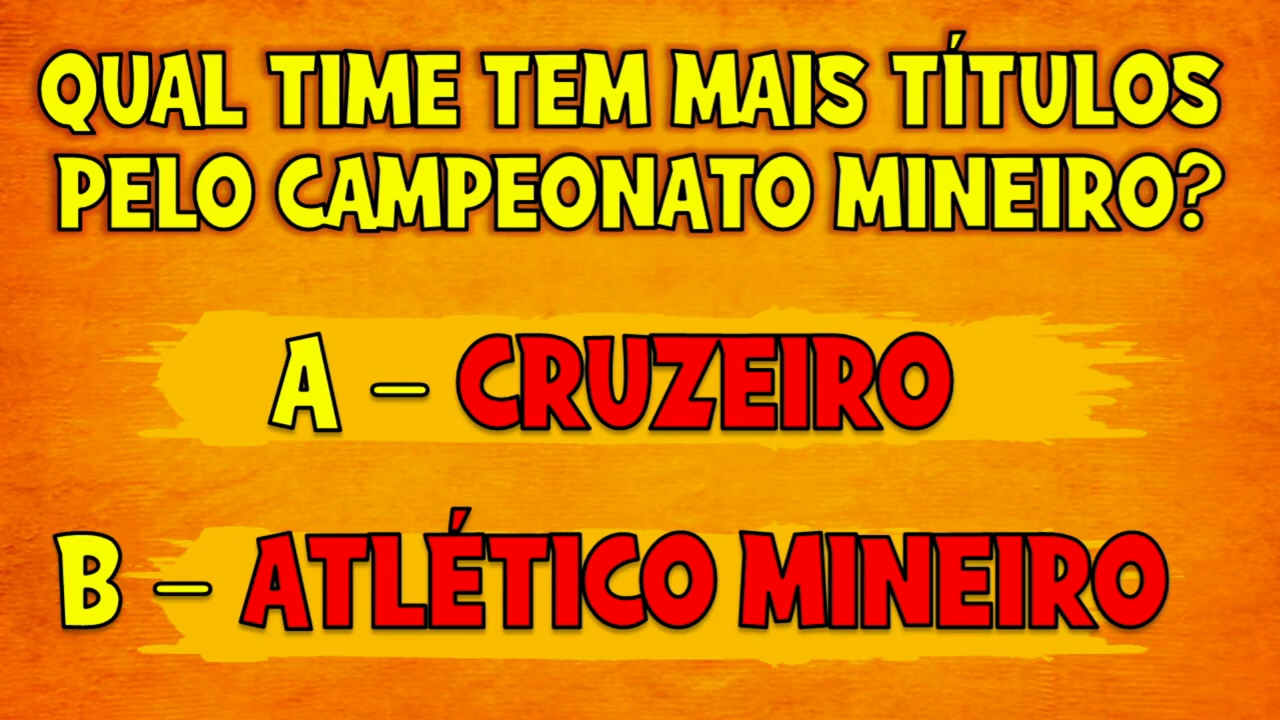 QUAL TIME TEM MAIS TÍTULOS
PELO CAMPEONATO MINEIRO?
A – CRUZEIRO
B – ATLÉTICO MINEIRO